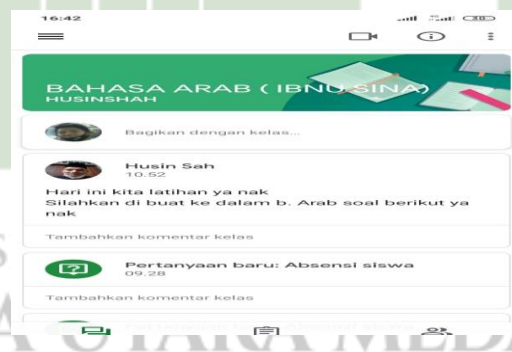 16:42
BAHASA ARAB ( IBNU SINA)
HUSINSHAH
Bagikan dengan kelas...
Husin Sah
10.52
Hari ini kita latihan ya nak
Silahkan di buat ke dalam b. Arab soal berikut ya
nak
Tambahkan komentar kelas
Pertanyaan baru: Absensi siswa
09.28
Tambahkan komentar kelas
UTARA MEDA